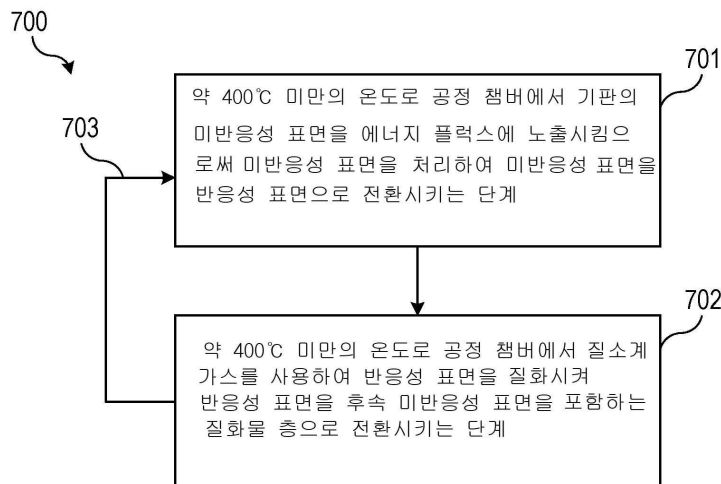 700
701
약 400℃ 미만의 온도로 공정 챔버에서 기판의
미반응성 표면을 에너지 플럭스에 노출시킴으
로써 미반응성 표면을 처리하여 미반응성 표면을
반응성 표면으로 전환시키는 단계
703
702
약 400℃ 미만의 온도로 공정 챔버에서 질소계
가스를 사용하여 반응성 표면을 질화시켜
반응성 표면을 후속 미반응성 표면을 포함하는
질화물 층으로 전환시키는 단계